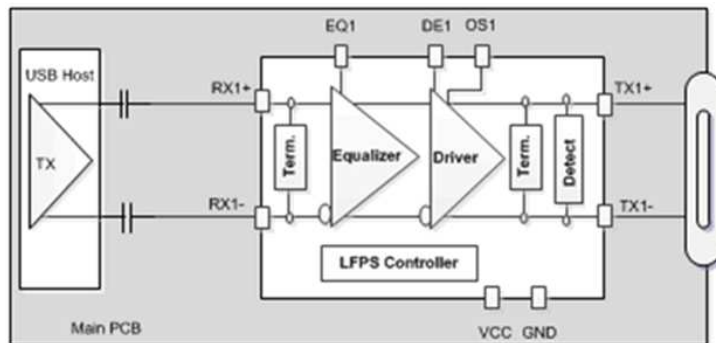 EQ1 DE1 OS1
USB Host
RX1+ TX1+
TX
Term. Equalizer Driver Term. Detect
RX1- TX1-
LFPS Controller
Main PCB
VCC GND